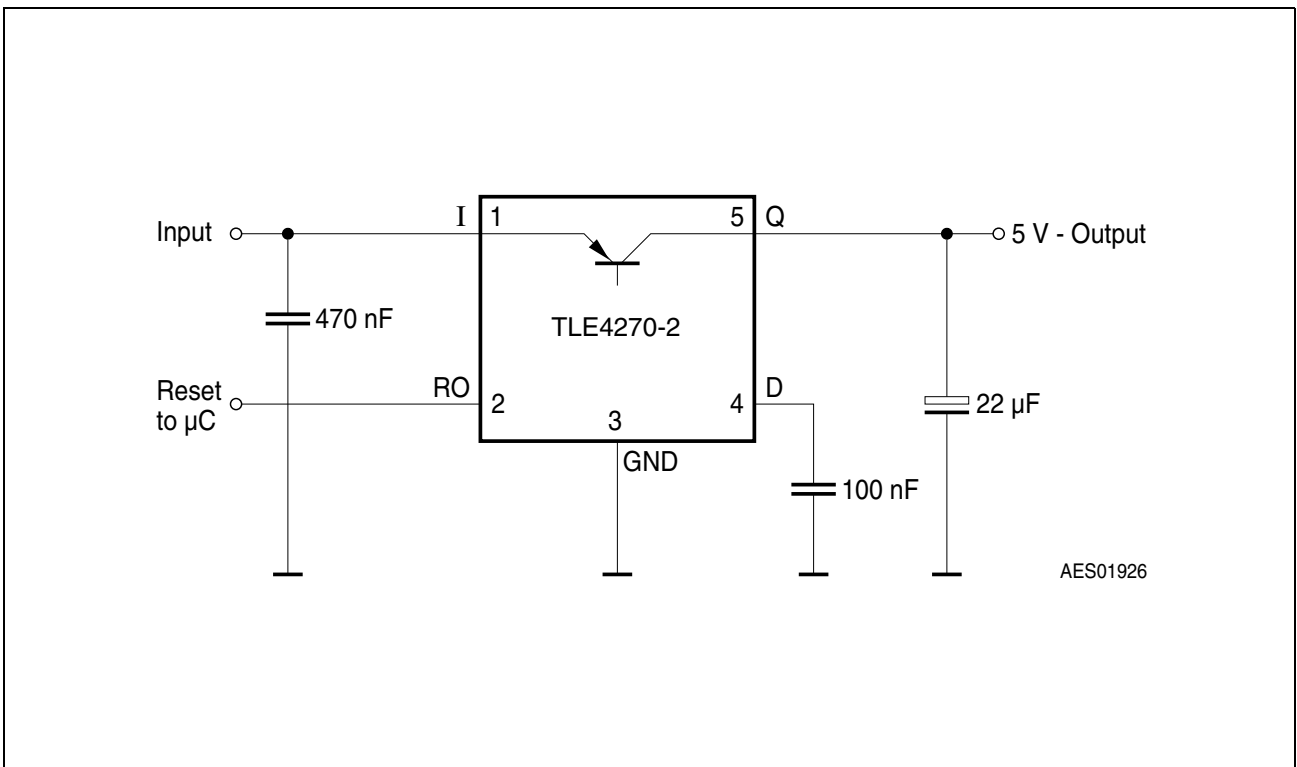 Input
I
1
5
Q
5 V - Output
470 nF
TLE4270-2
Reset
to µC
RO
2
3
GND
4
D
22 µF
100 nF
AES01926